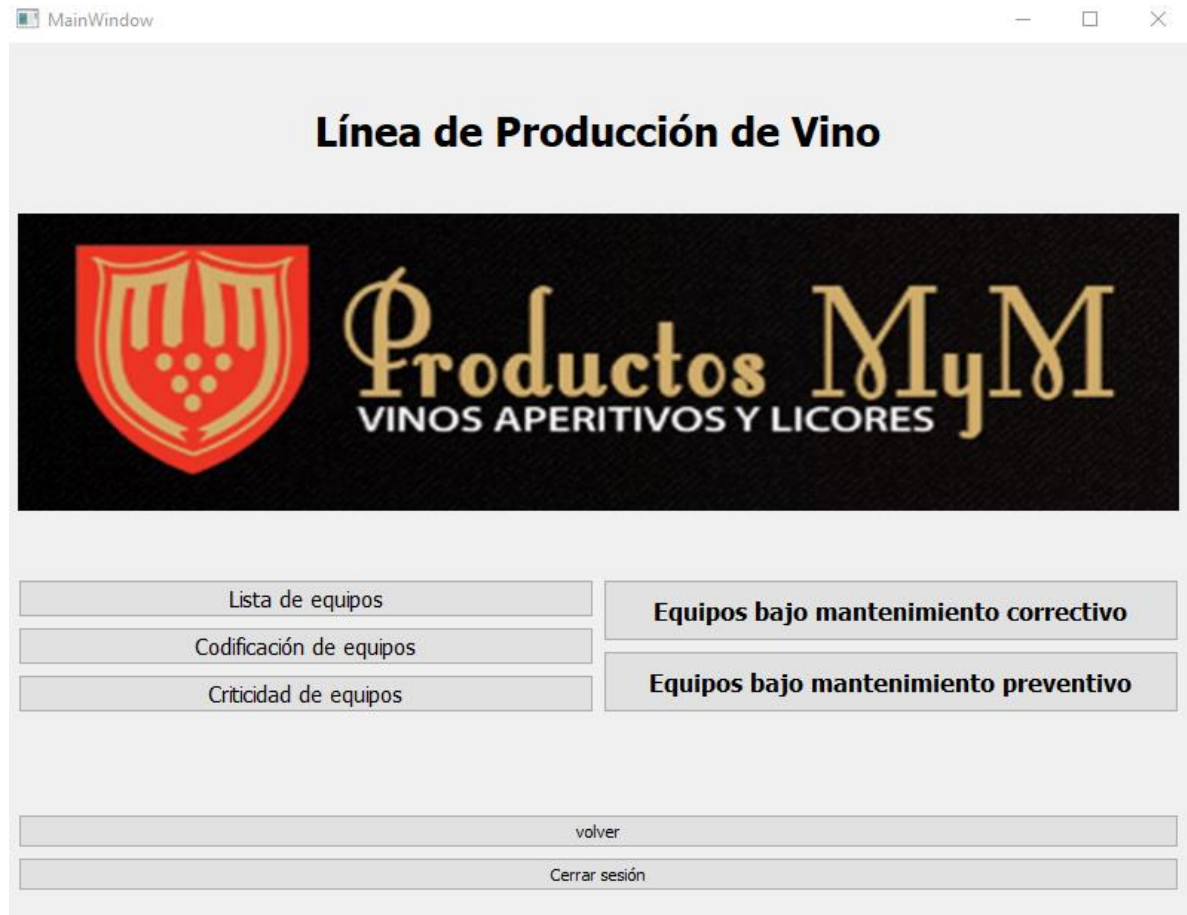 MainWindow
Línea de Producción de Vino
Productos MyM
VINOS APERITIVOS Y LICORES
Lista de equipos
Codificación de equipos
Criticidad de equipos
Equipos bajo mantenimiento correctivo
Equipos bajo mantenimiento preventivo
volver
Cerrar sesión